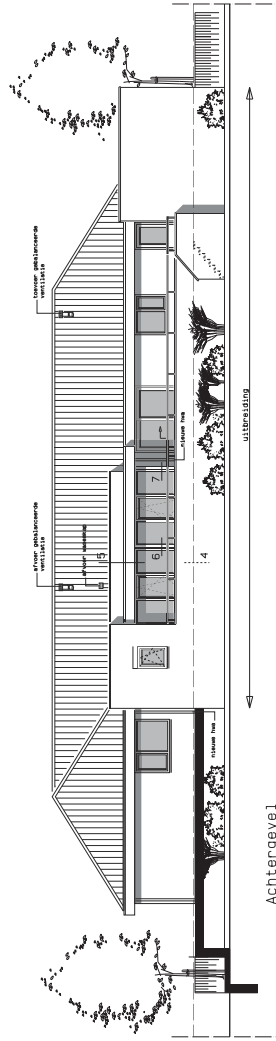 afvoer gebalanceerde
ventilatie
toevoer gebalanceerde
ventilatie
afvoer wasemkap
5
6
7
4
nieuwe hwa
nieuwe hwa
uitbreiding
Achtergevel